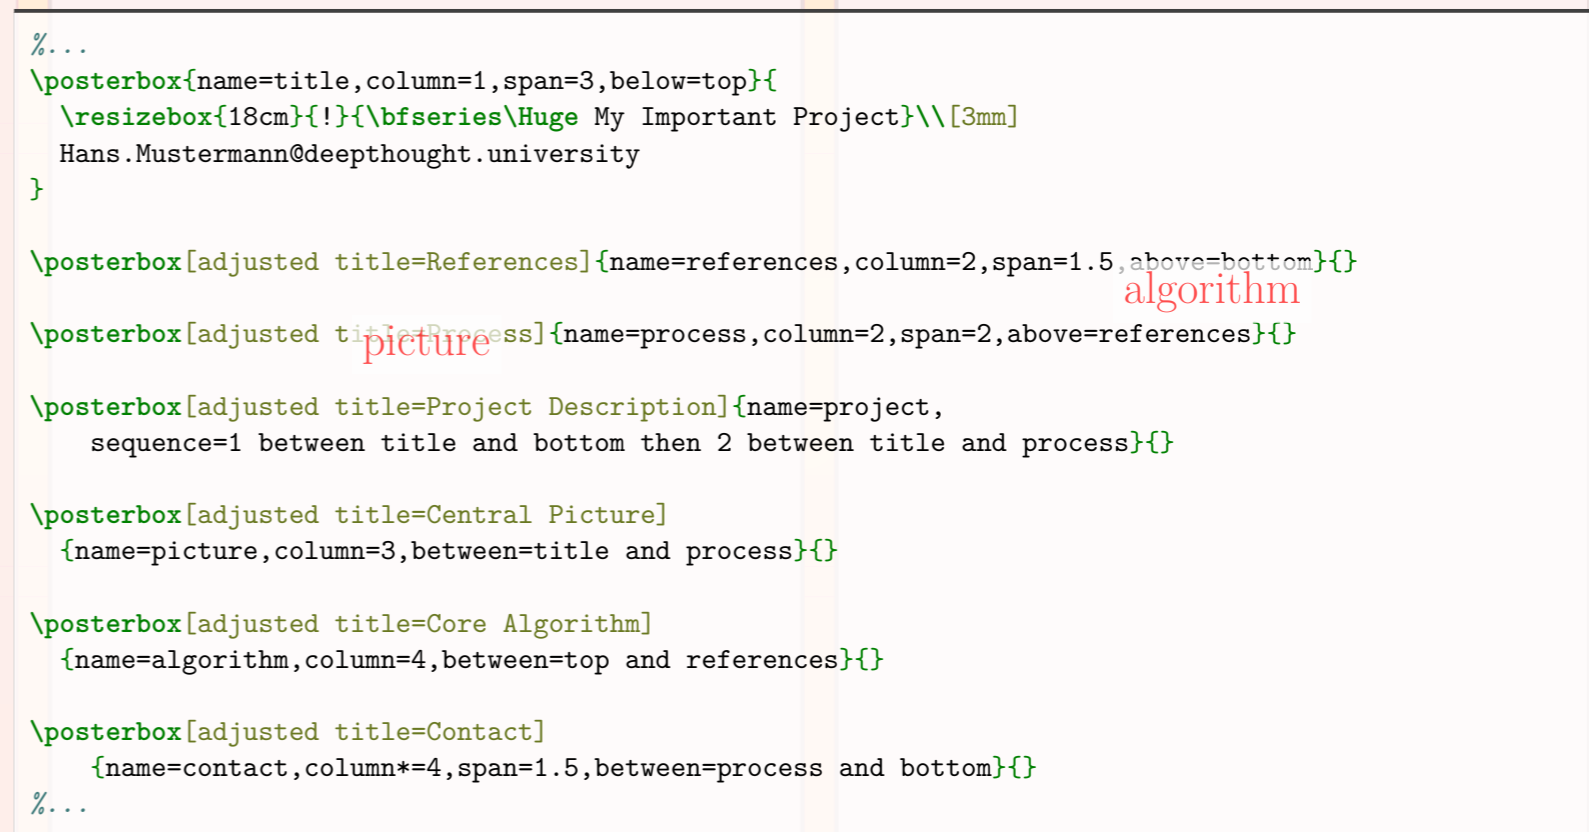 %...
\posterbox{name=title,column=1,span=3,below=top}{
  \resizebox{18cm}{!}{\bfseries\Huge My Important Project}\\[3mm]
  Hans.Mustermann@deepthought.university
}
\posterbox[adjusted title=References]{name=references,column=2,span=1.5,above=bottom}{}
algorithm
\posterbox[adjusted title=Process]{name=process,column=2,span=2,above=references}{}
picture
\posterbox[adjusted title=Project Description]{name=project,
    sequence=1 between title and bottom then 2 between title and process}{}
\posterbox[adjusted title=Central Picture]
  {name=picture,column=3,between=title and process}{}
\posterbox[adjusted title=Core Algorithm]
  {name=algorithm,column=4,between=top and references}{}
\posterbox[adjusted title=Contact]
    {name=contact,column*=4,span=1.5,between=process and bottom}{}
%...